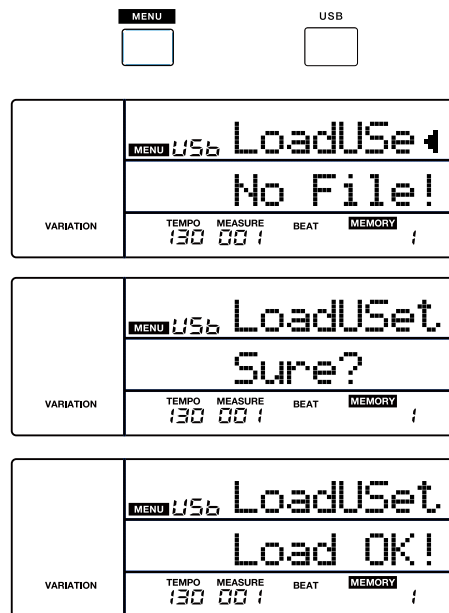 MENU USB
MENU USb LoadUSe
No File!
VARIATION TEMPO MEASURE BEAT MEMORY
130 001 1
MENU USb LoadUSet
Sure?
VARIATION TEMPO MEASURE BEAT MEMORY
130 001 1
MENU USb LoadUSet
Load OK!
VARIATION TEMPO MEASURE BEAT MEMORY
130 001 1